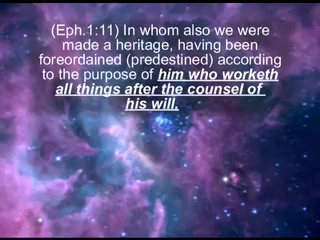 (Eph.1:11) In whom also we were
made a heritage, having been
foreordained (predestined) according
to the purpose of him who worketh
all things after the counsel of
his will.